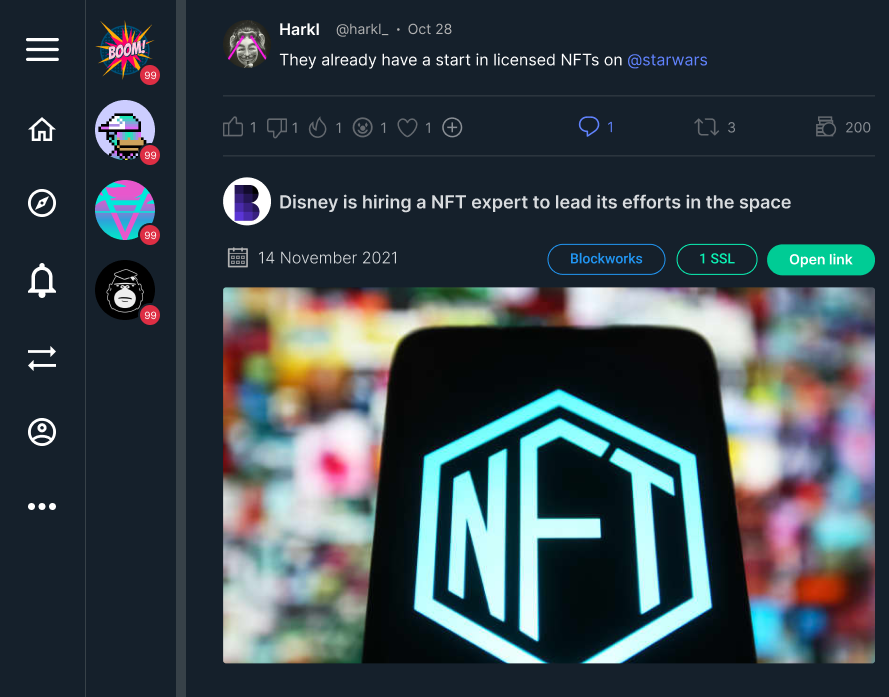 BOOM!
99
99
99
99
Harkl @harkl_ · Oct 28
They already have a start in licensed NFTs on @starwars
1 1 1 1 1 1 3 200
B
Disney is hiring a NFT expert to lead its efforts in the space
14 November 2021 Blockworks 1 SSL Open link
NFT